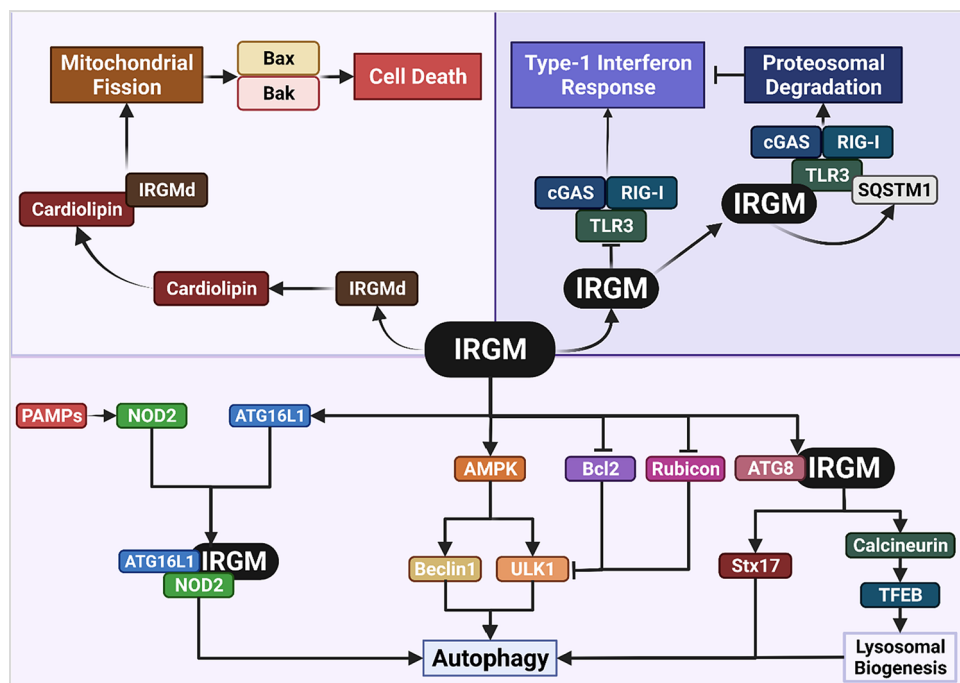 Mitochondrial
Fission
Bax
Bak
Cell Death
IRGMd
Cardiolipin
Cardiolipin
IRGMd
Type-1 Interferon
Response
Proteosomal
Degradation
cGAS
RIG-I
TLR3
SQSTM1
IRGM
cGAS
RIG-I
TLR3
IRGM
IRGM
PAMPs
NOD2
ATG16L1
AMPK
Bcl2
Rubicon
ATG8
IRGM
ATG16L1
IRGM
NOD2
Beclin1
ULK1
Stx17
Calcineurin
TFEB
Autophagy
Lysosomal
Biogenesis